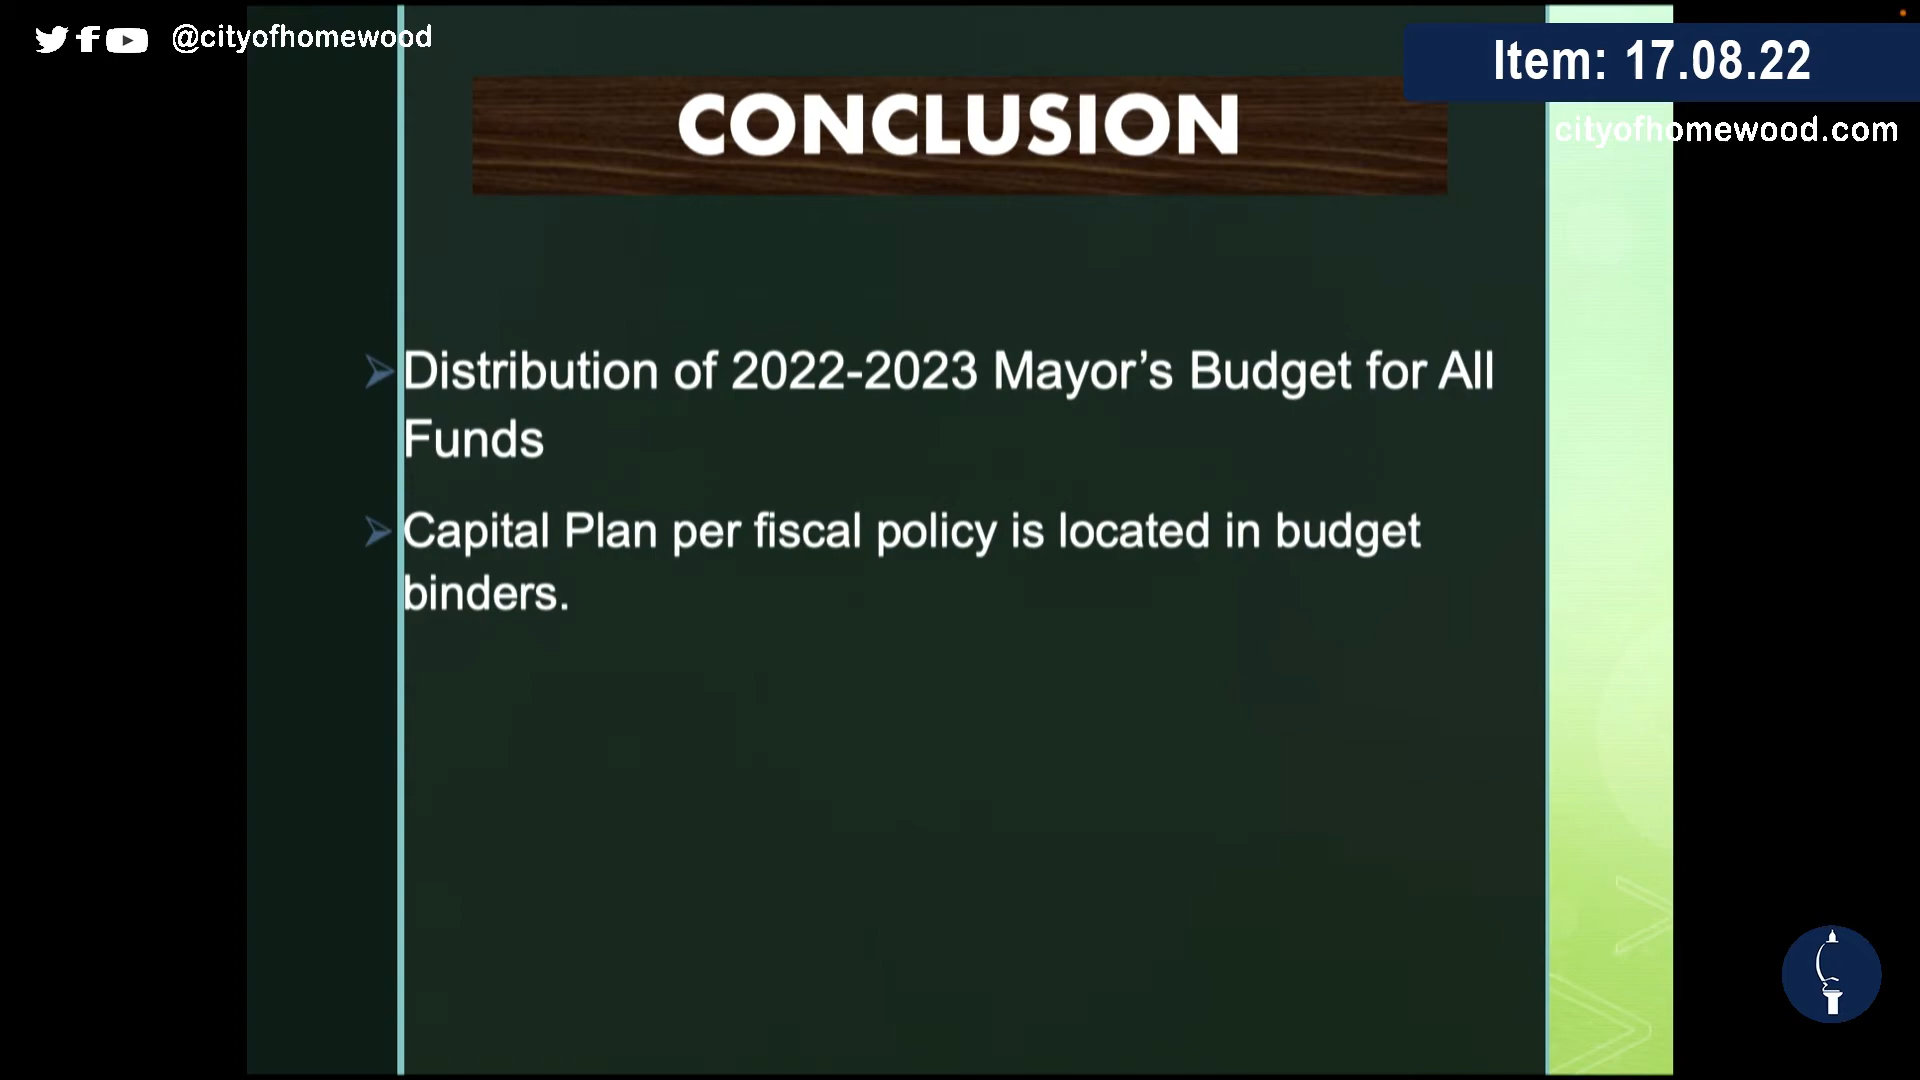 @cityofhomewood
Item: 17.08.22
cityofhomewood.com
CONCLUSION
Distribution of 2022-2023 Mayor’s Budget for All
Funds
Capital Plan per fiscal policy is located in budget
binders.